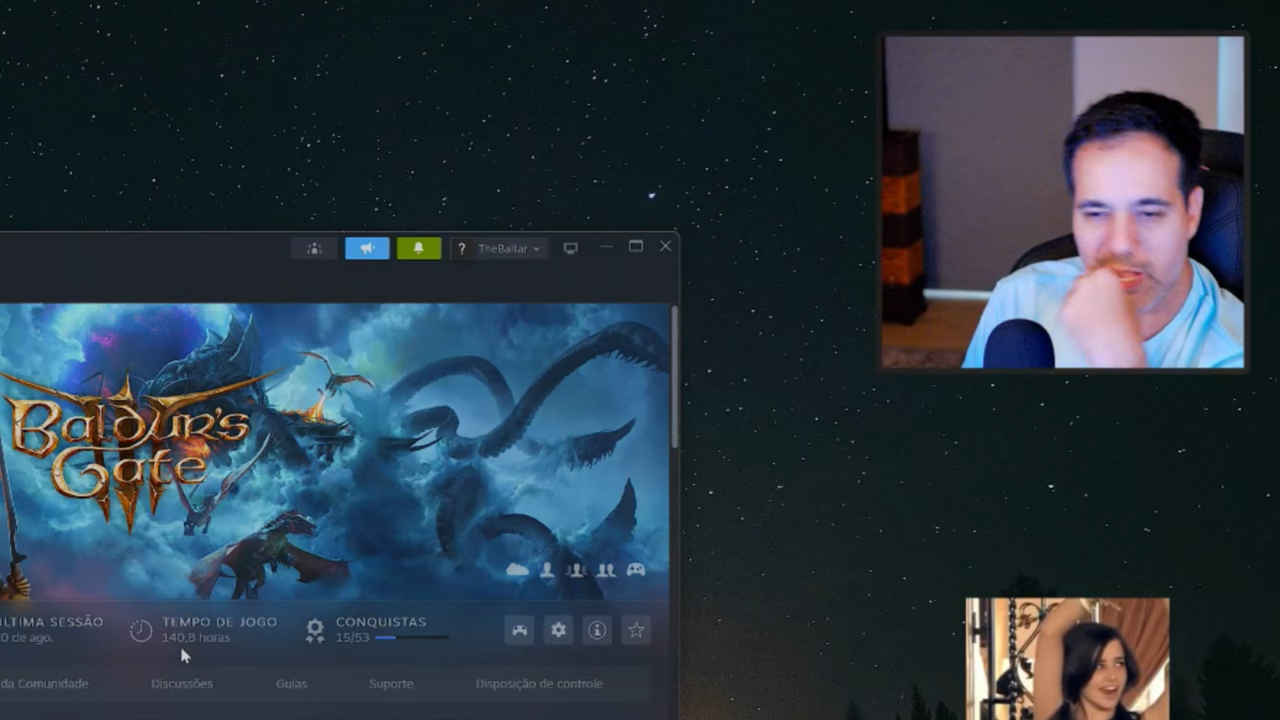 ? TheBaltar
BALDUR'S
GATE
III
ÚLTIMA SESSÃO
0 de ago.
TEMPO DE JOGO
140,8 horas
CONQUISTAS
15/53
da Comunidade
Discussões
Guias
Suporte
Disposição de controle